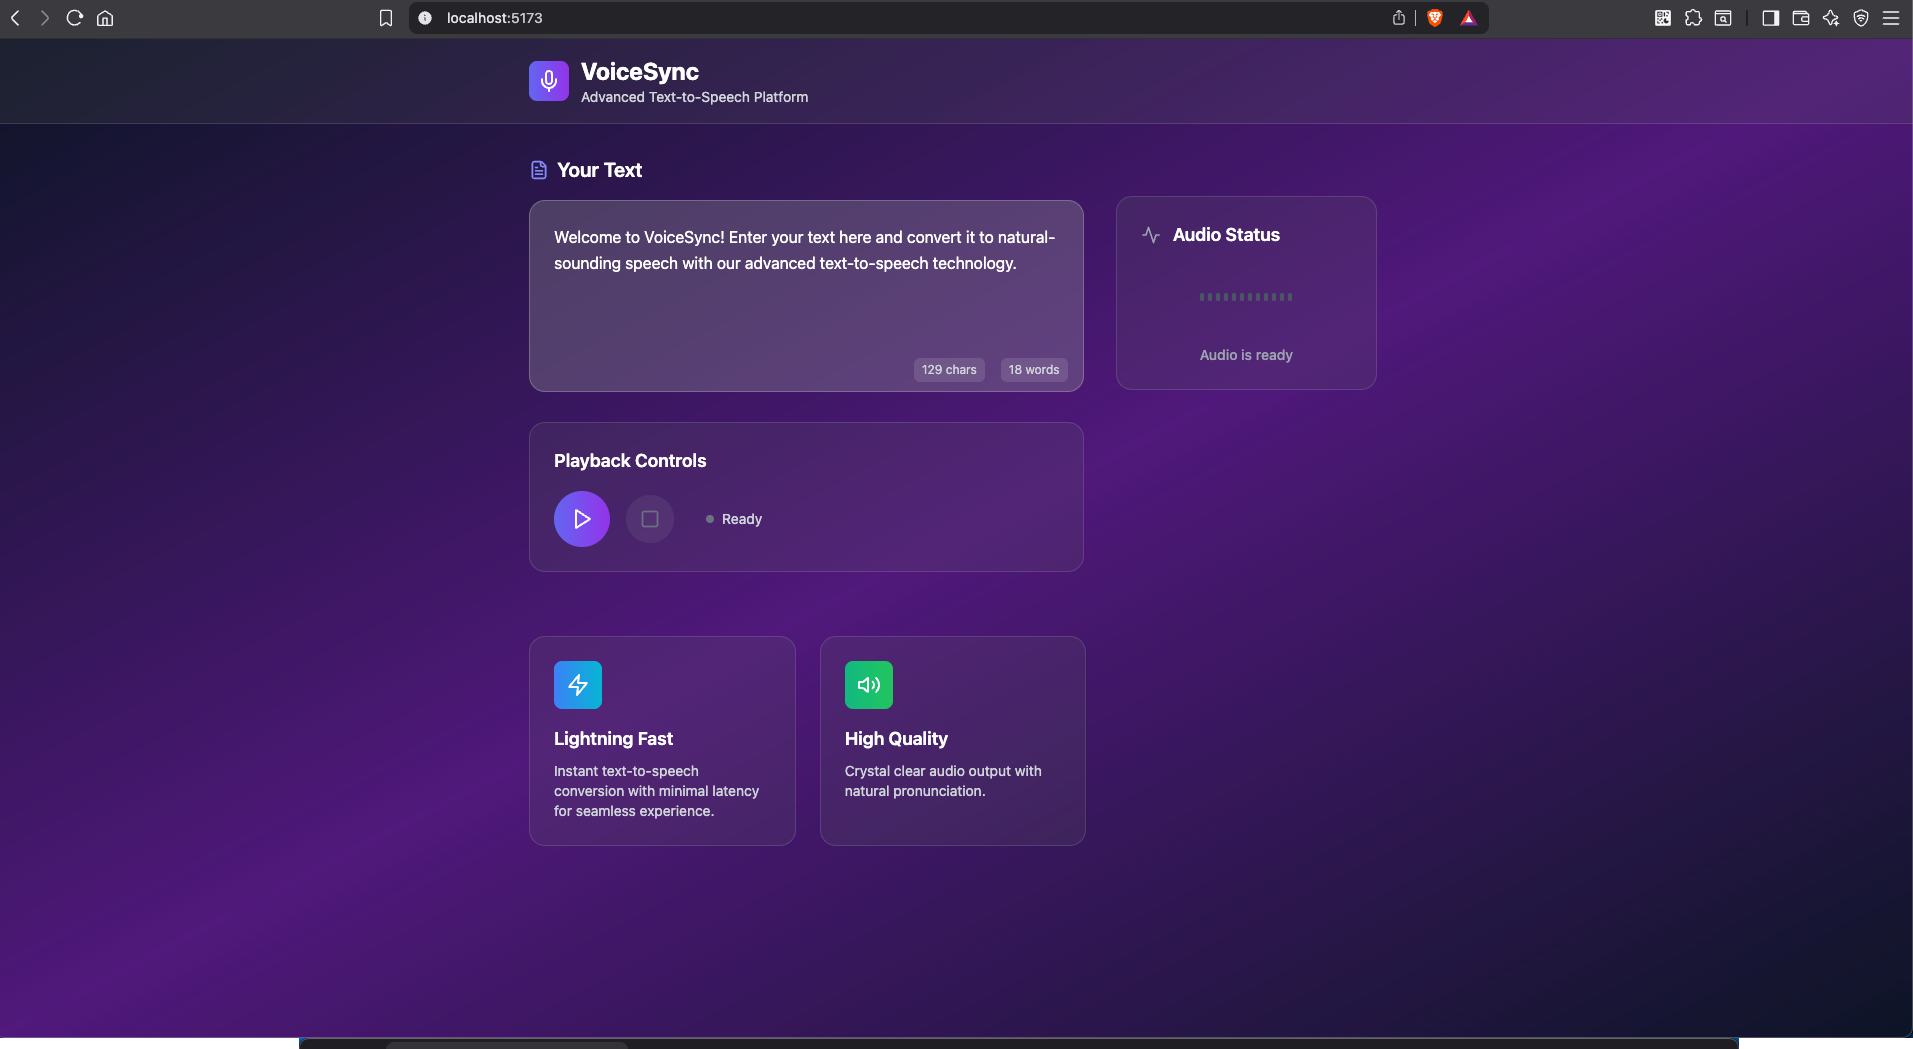 localhost:5173
VoiceSync
Advanced Text-to-Speech Platform
Your Text
Welcome to VoiceSync! Enter your text here and convert it to natural-
sounding speech with our advanced text-to-speech technology.
129 chars
18 words
Audio Status
Audio is ready
Playback Controls
Ready
Lightning Fast
Instant text-to-speech
conversion with minimal latency
for seamless experience.
High Quality
Crystal clear audio output with
natural pronunciation.